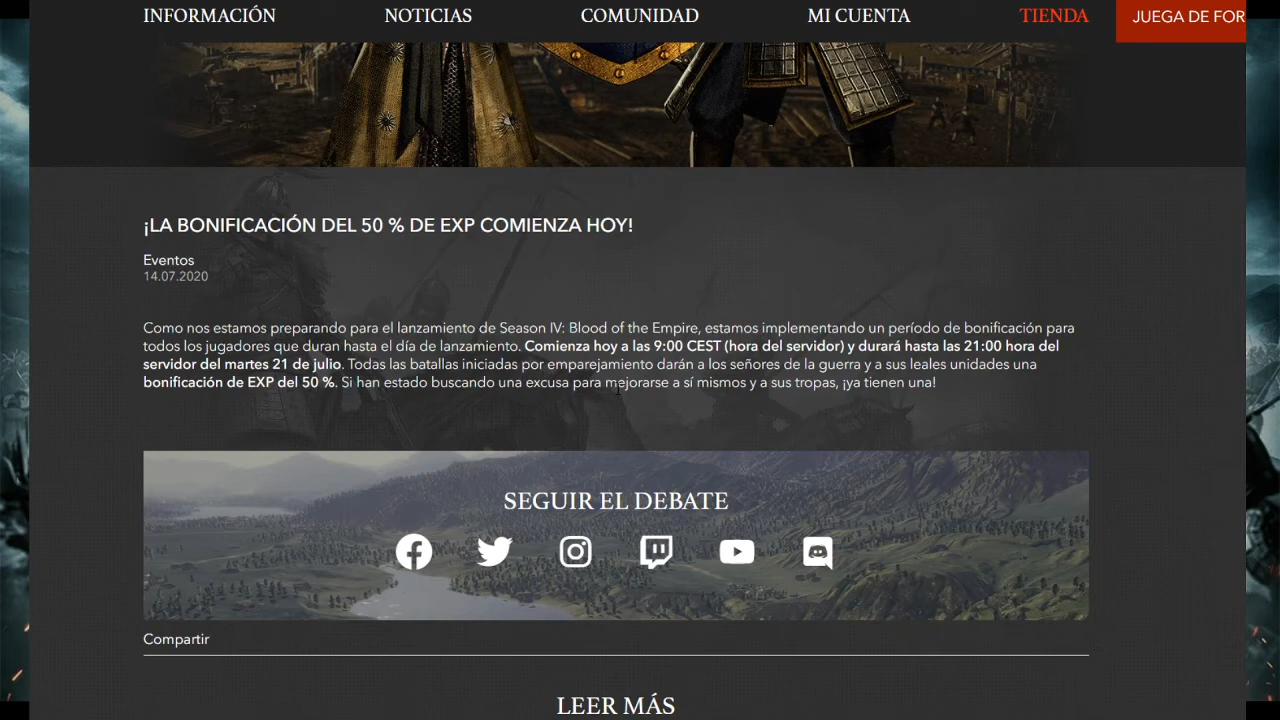 INFORMACIÓN NOTICIAS COMUNIDAD MI CUENTA TIENDA JUEGA DE FOR
¡LA BONIFICACIÓN DEL 50 % DE EXP COMIENZA HOY!
Eventos
14.07.2020
Como nos estamos preparando para el lanzamiento de Season IV: Blood of the Empire, estamos implementando un período de bonificación para
todos los jugadores que duran hasta el día de lanzamiento. Comienza hoy a las 9:00 CEST (hora del servidor) y durará hasta las 21:00 hora del
servidor del martes 21 de julio. Todas las batallas iniciadas por emparejamiento darán a los señores de la guerra y a sus leales unidades una
bonificación de EXP del 50 %. Si han estado buscando una excusa para mejorarse a sí mismos y a sus tropas, ¡ya tienen una!
SEGUIR EL DEBATE
Compartir
LEER MÁS